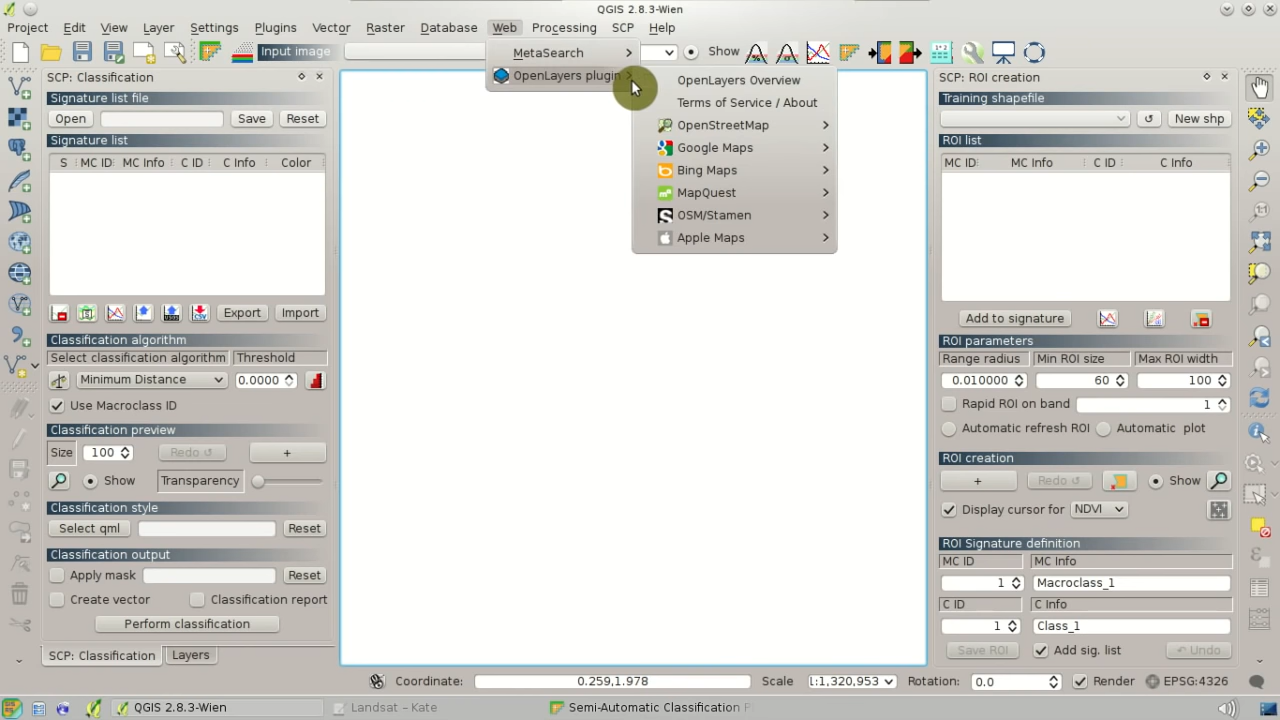 QGIS 2.8.3-Wien
Project Edit View Layer Settings Plugins Vector Raster Database Web Processing SCP Help
Input image
Show
MetaSearch
OpenLayers plugin
OpenLayers Overview
Terms of Service / About
OpenStreetMap
Google Maps
Bing Maps
MapQuest
OSM/Stamen
Apple Maps
SCP: Classification
Signature list file
Open Save Reset
Signature list
S MC ID MC Info C ID C Info Color
Export Import
Classification algorithm
Select classification algorithm Threshold
Minimum Distance 0.0000
Use Macroclass ID
Classification preview
Size 100 Redo ↺ +
Show Transparency
Classification style
Select qml Reset
Classification output
Apply mask Reset
Create vector Classification report
Perform classification
SCP: Classification Layers
SCP: ROI creation
Training shapefile
↺ New shp
ROI list
MC ID MC Info C ID C Info
Add to signature
ROI parameters
Range radius Min ROI size Max ROI width
0.010000 60 100
Rapid ROI on band 1
Automatic refresh ROI Automatic plot
ROI creation
+ Redo ↺ Show
Display cursor for NDVI
ROI Signature definition
MC ID MC Info
1 Macroclass_1
C ID C Info
1 Class_1
Save ROI Add sig. list Undo
Coordinate: 0.259,1.978 Scale 1:1,320,953 Rotation: 0.0 Render EPSG:4326
QGIS 2.8.3-Wien Landsat – Kate Semi-Automatic Classification P